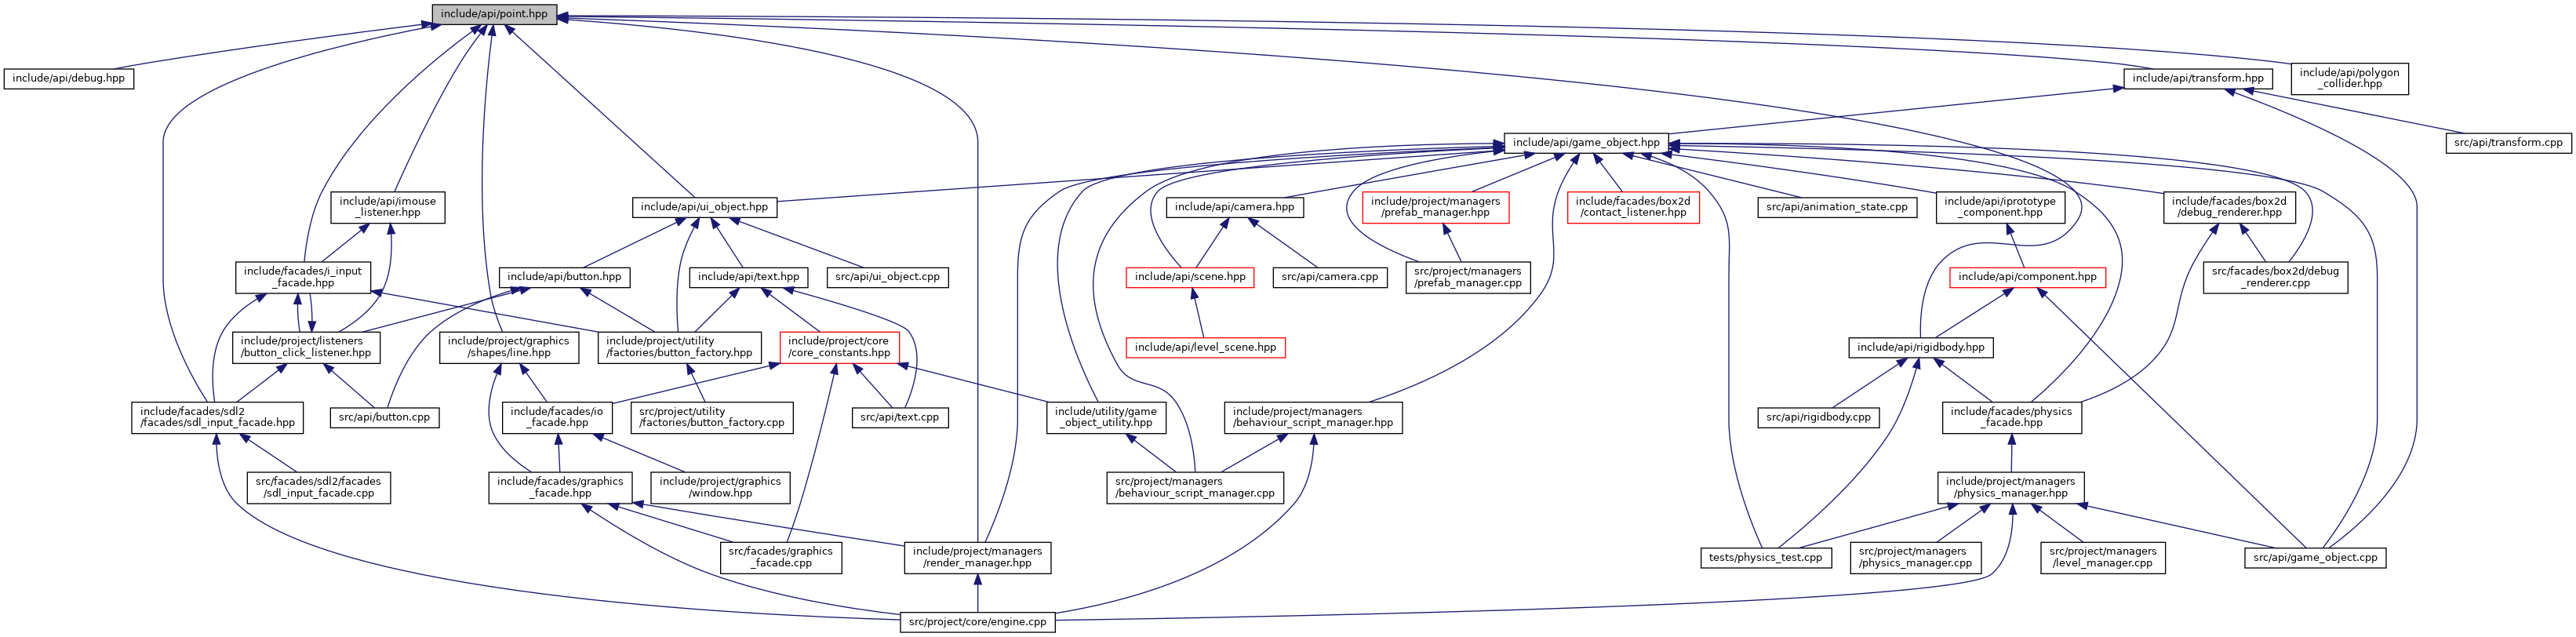 include/api/point.hpp
include/api/debug.hpp
include/api/transform.hpp
include/api/polygon
_collider.hpp
include/api/game_object.hpp
src/api/transform.cpp
include/api/imouse
_listener.hpp
include/api/ui_object.hpp
include/api/camera.hpp
include/project/managers
/prefab_manager.hpp
include/facades/box2d
/contact_listener.hpp
src/api/animation_state.cpp
include/api/iprototype
_component.hpp
include/facades/box2d
/debug_renderer.hpp
include/facades/i_input
_facade.hpp
include/api/button.hpp
include/api/text.hpp
src/api/ui_object.cpp
include/api/scene.hpp
src/api/camera.cpp
src/project/managers
/prefab_manager.cpp
include/api/component.hpp
src/facades/box2d/debug
_renderer.cpp
include/project/listeners
/button_click_listener.hpp
include/project/graphics
/shapes/line.hpp
include/project/utility
/factories/button_factory.hpp
include/project/core
/core_constants.hpp
include/api/level_scene.hpp
include/api/rigidbody.hpp
include/facades/sdl2
/facades/sdl_input_facade.hpp
src/api/button.cpp
include/facades/io
_facade.hpp
src/project/utility
/factories/button_factory.cpp
src/api/text.cpp
include/utility/game
_object_utility.hpp
include/project/managers
/behaviour_script_manager.hpp
src/api/rigidbody.cpp
include/facades/physics
_facade.hpp
src/facades/sdl2/facades
/sdl_input_facade.cpp
include/facades/graphics
_facade.hpp
include/project/graphics
/window.hpp
src/project/managers
/behaviour_script_manager.cpp
include/project/managers
/physics_manager.hpp
src/facades/graphics
_facade.cpp
include/project/managers
/render_manager.hpp
tests/physics_test.cpp
src/project/managers
/physics_manager.cpp
src/project/managers
/level_manager.cpp
src/api/game_object.cpp
src/project/core/engine.cpp